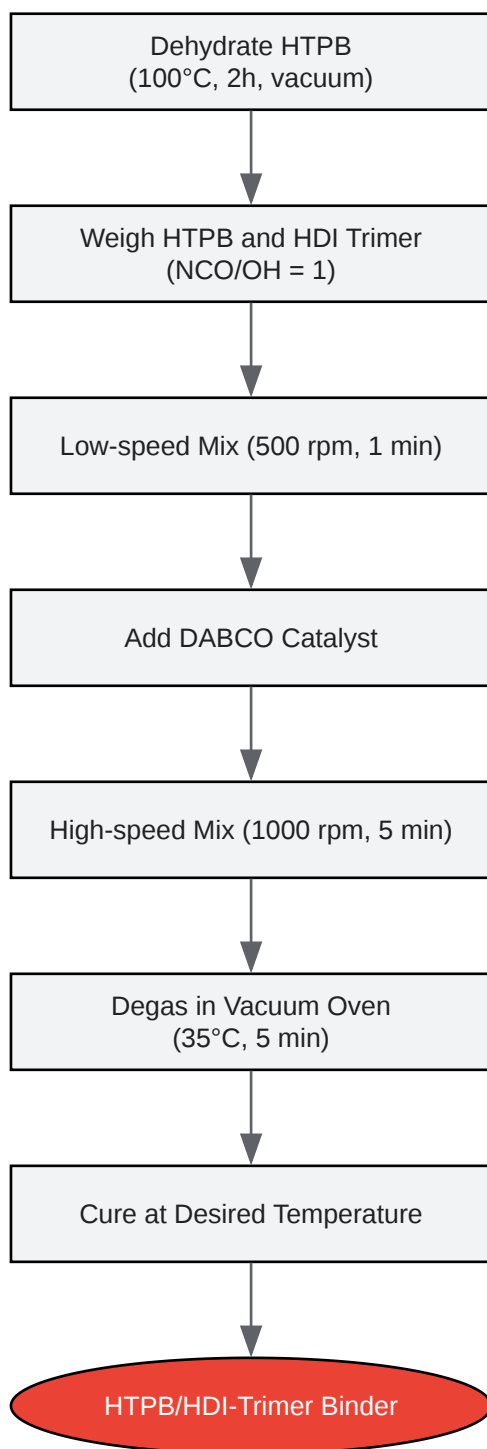 Dehydrate HTPB
(100°C, 2h, vacuum)
Weigh HTPB and HDI Trimer
(NCO/OH = 1)
Low-speed Mix (500 rpm, 1 min)
Add DABCO Catalyst
High-speed Mix (1000 rpm, 5 min)
Degas in Vacuum Oven
(35°C, 5 min)
Cure at Desired Temperature
HTPB/HDI-Trimer Binder